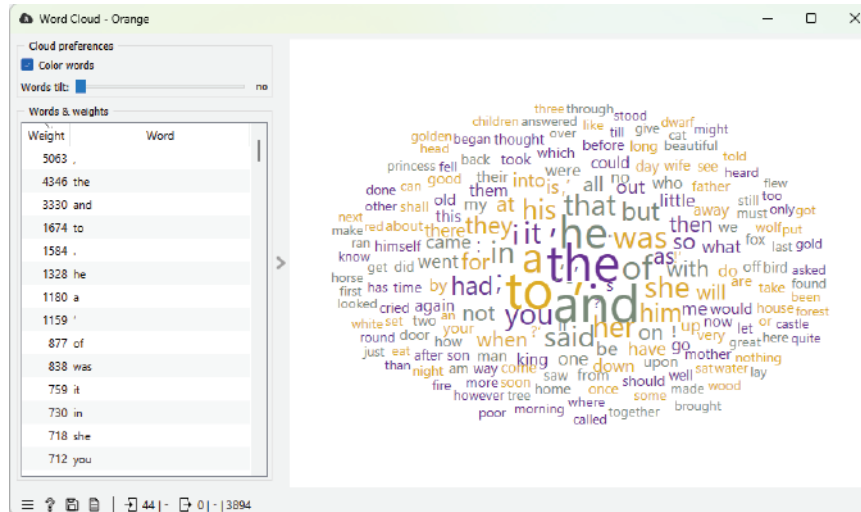 Word Cloud - Orange
Cloud preferences
Color words
Words tilt: no
Words & weights
Weight Word
5063 ,
4346 the
3330 and
1674 to
1584 .
1328 he
1180 a
1159 '
877 of
838 was
759 it
730 in
718 she
712 you
three through stood
children answered like till give dwarf
golden began thought over cat might
head which before long beautiful
princess fell back took could day wife see told
good their into is were all no who father heard flew
done can them out little still too
other shall old my at his that but away must only got
next this
make red about there they i it he was so then we wolf put
ran himself came : in what fox last gold
know get did went for a the of as with do off bird asked
horse are found
first has time by had ; to and she will take been
looked cried again him me would house forest
white set two an not you her up now let or castle
round door how your when said on ! very great here quite
just eat after son man king one be have go mother nothing
than night am way come down upon sat water lay
fire more soon saw from should well
however tree home once some made wood
poor morning where together brought
called
44 | - 0 | - | 3894